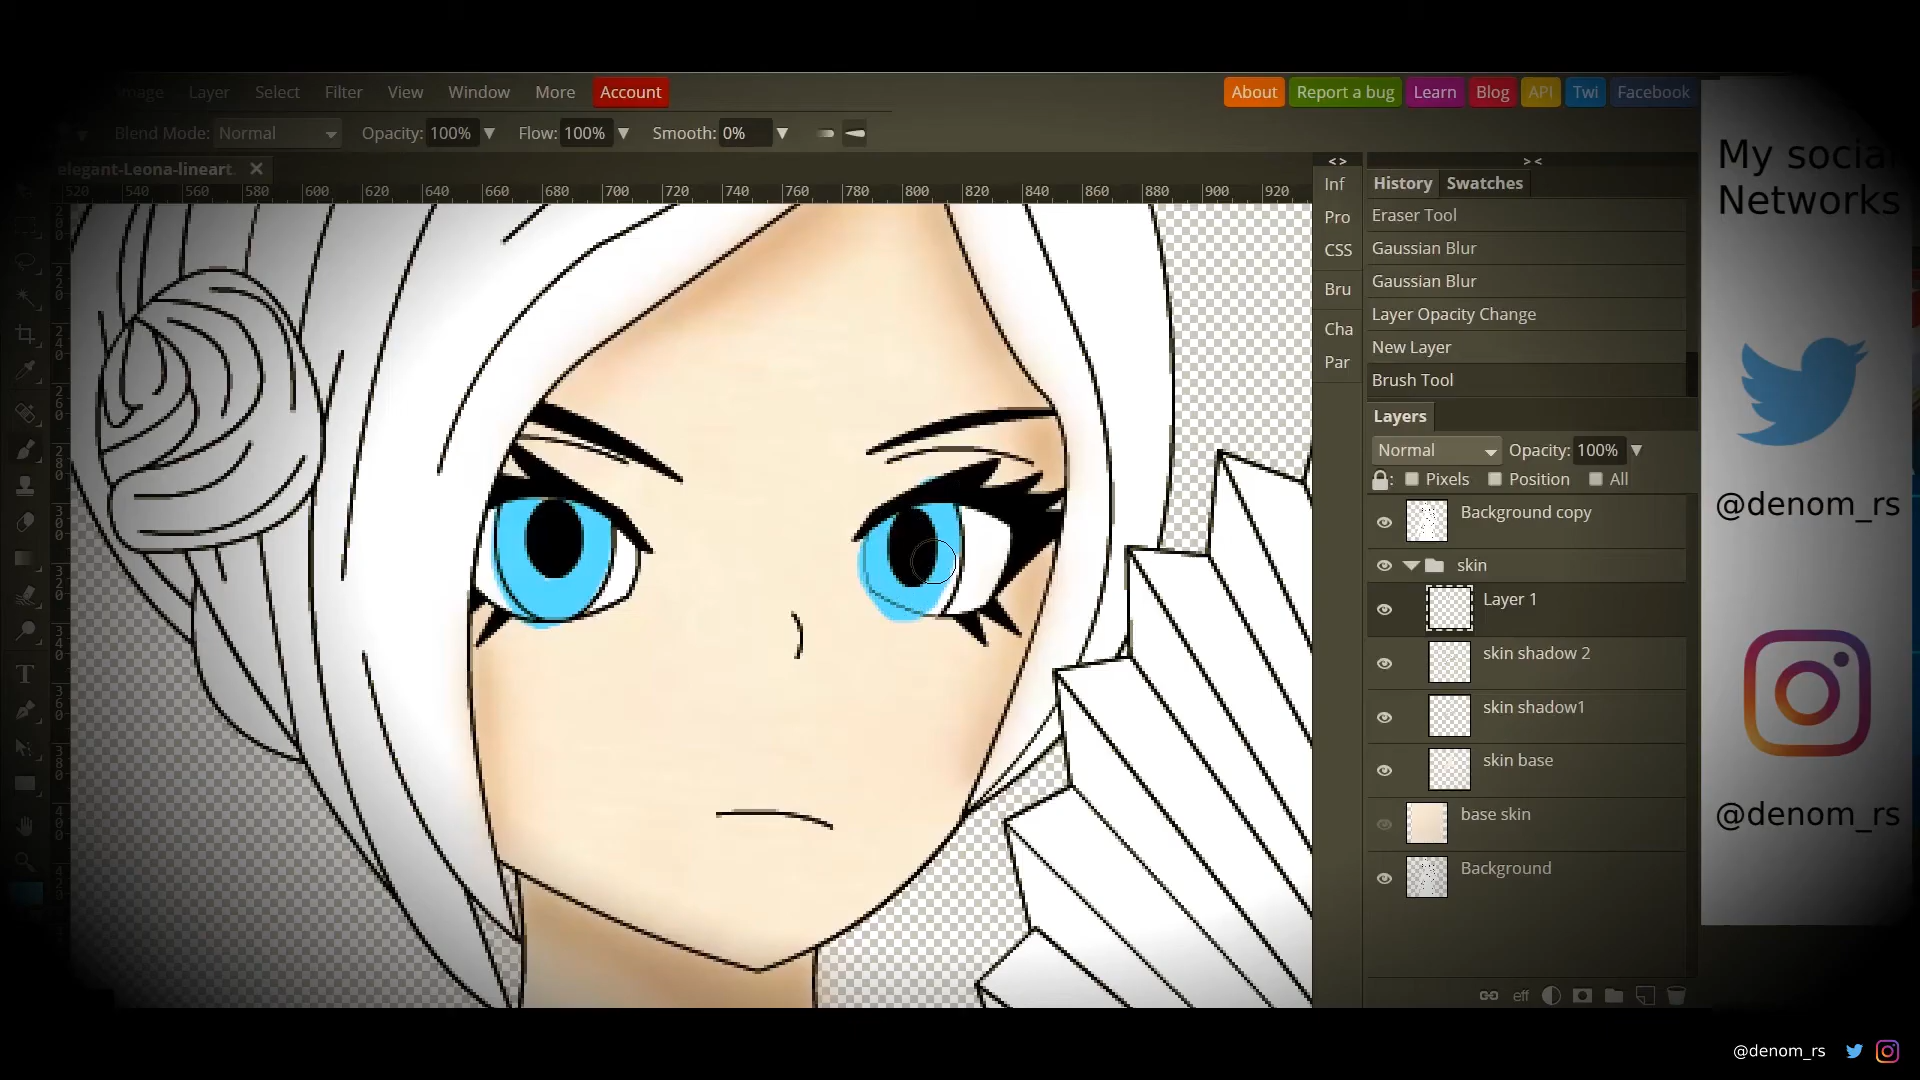 Image Layer Select Filter View Window More Account About Report a bug Learn Blog API Twi Facebook
Blend Mode: Normal Opacity: 100% Flow: 100% Smooth: 0%
elegant-Leona-lineart.
520 540 560 580 600 620 640 660 680 700 720 740 760 780 800 820 840 860 880 900 920
< >
> <
Inf
Pro
CSS
Bru
Cha
Par
History Swatches
Eraser Tool
Gaussian Blur
Gaussian Blur
Layer Opacity Change
New Layer
Brush Tool
Layers
Normal Opacity: 100%
Pixels Position All
Background copy
skin
Layer 1
skin shadow 2
skin shadow1
skin base
base skin
Background
eff
My social
Networks
@denom_rs
@denom_rs
@denom_rs